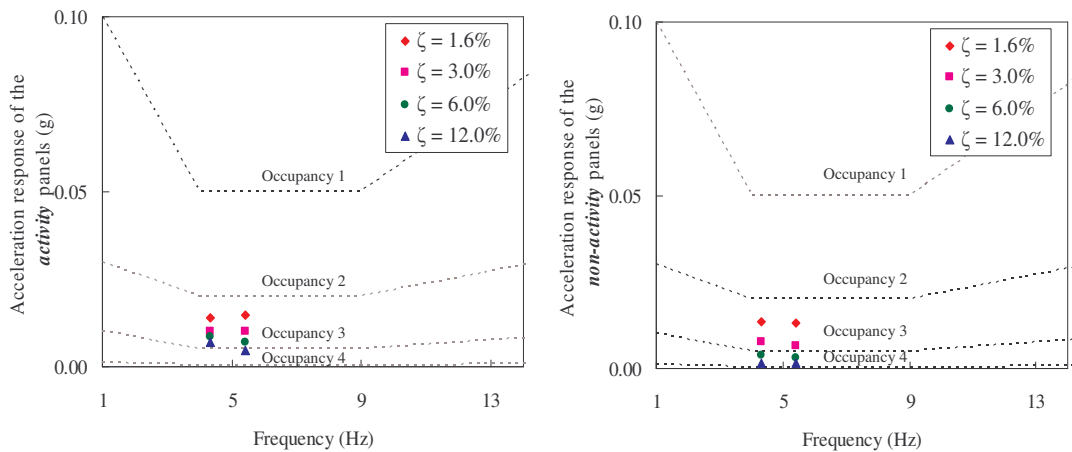 Acceleration response of the
activity panels (g)
0.10
0.05
0.00
ζ = 1.6%
ζ = 3.0%
ζ = 6.0%
ζ = 12.0%
Occupancy 1
Occupancy 2
Occupancy 3
Occupancy 4
1
5
9
13
Frequency (Hz)
Acceleration response of the
non-activity panels (g)
0.10
0.05
0.00
ζ = 1.6%
ζ = 3.0%
ζ = 6.0%
ζ = 12.0%
Occupancy 1
Occupancy 2
Occupancy 3
Occupancy 4
1
5
9
13
Frequency (Hz)